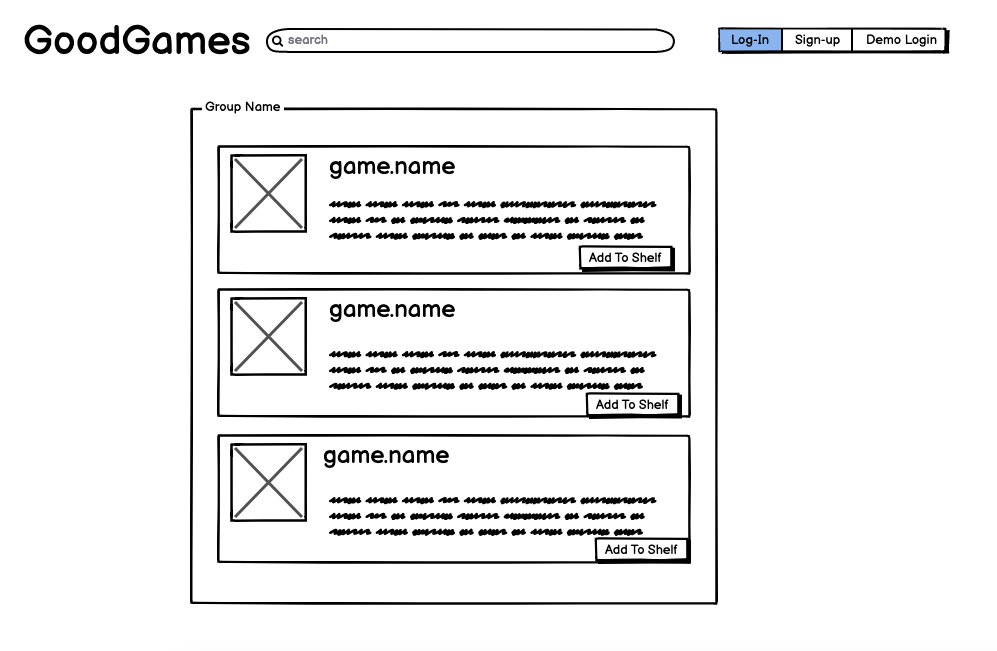 GoodGames
search
Log-In
Sign-up
Demo Login
Group Name
game.name
Add To Shelf
game.name
Add To Shelf
game.name
Add To Shelf